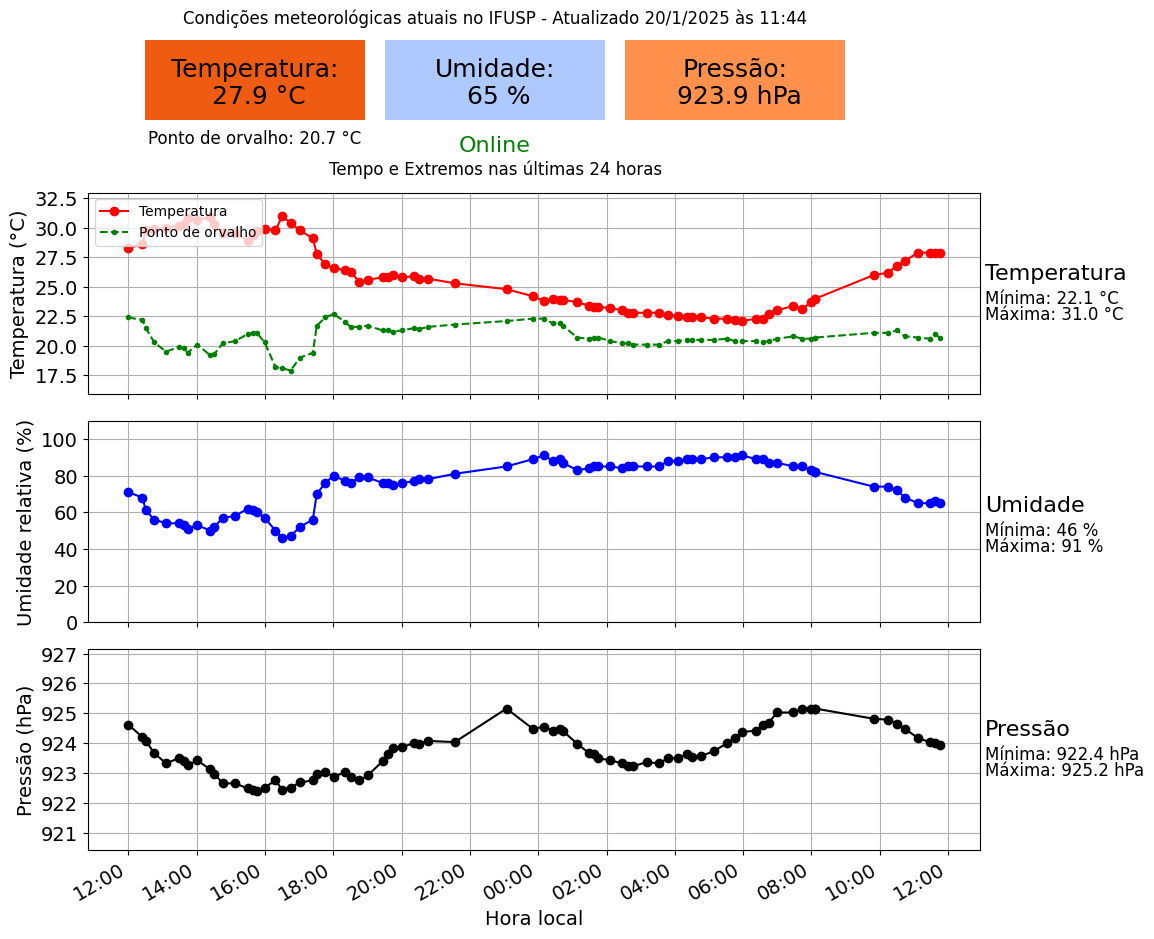 Condições meteorológicas atuais no IFUSP - Atualizado 20/1/2025 às 11:44
Temperatura:
27.9 °C
Umidade:
65 %
Pressão:
923.9 hPa
Ponto de orvalho: 20.7 °C
Online
Tempo e Extremos nas últimas 24 horas
Temperatura (°C)
32.5
30.0
27.5
25.0
22.5
20.0
17.5
Temperatura
Ponto de orvalho
Temperatura
Mínima: 22.1 °C
Máxima: 31.0 °C
Umidade relativa (%)
100
80
60
40
20
0
Umidade
Mínima: 46 %
Máxima: 91 %
Pressão (hPa)
927
926
925
924
923
922
921
Pressão
Mínima: 922.4 hPa
Máxima: 925.2 hPa
12:00 14:00 16:00 18:00 20:00 22:00 00:00 02:00 04:00 06:00 08:00 10:00 12:00
Hora local